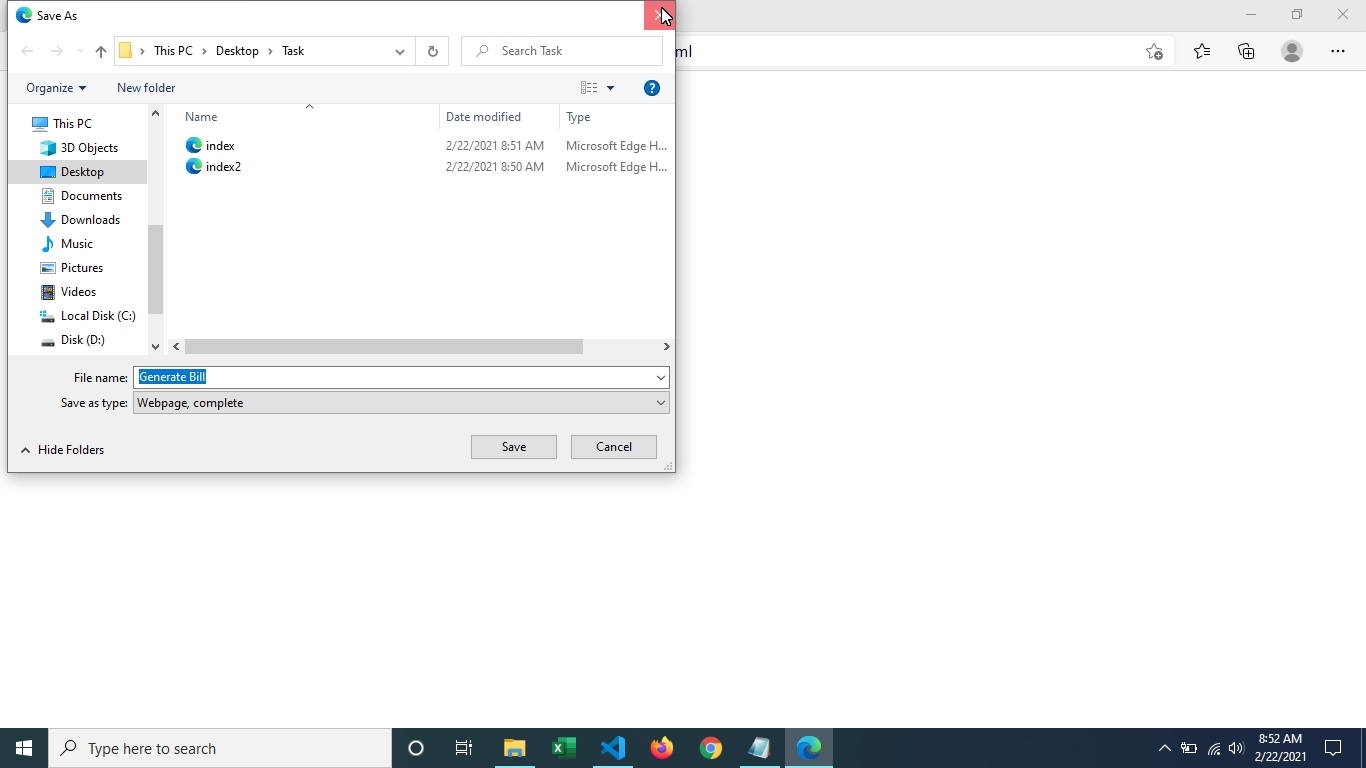 Save As
This PC Desktop Task
Search Task
ml
Organize
New folder
Name Date modified Type
This PC
3D Objects
Desktop
Documents
Downloads
Music
Pictures
Videos
Local Disk (C:)
Disk (D:)
index 2/22/2021 8:51 AM Microsoft Edge H...
index2 2/22/2021 8:50 AM Microsoft Edge H...
File name: Generate Bill
Save as type: Webpage, complete
Hide Folders
Save
Cancel
Type here to search
8:52 AM
2/22/2021